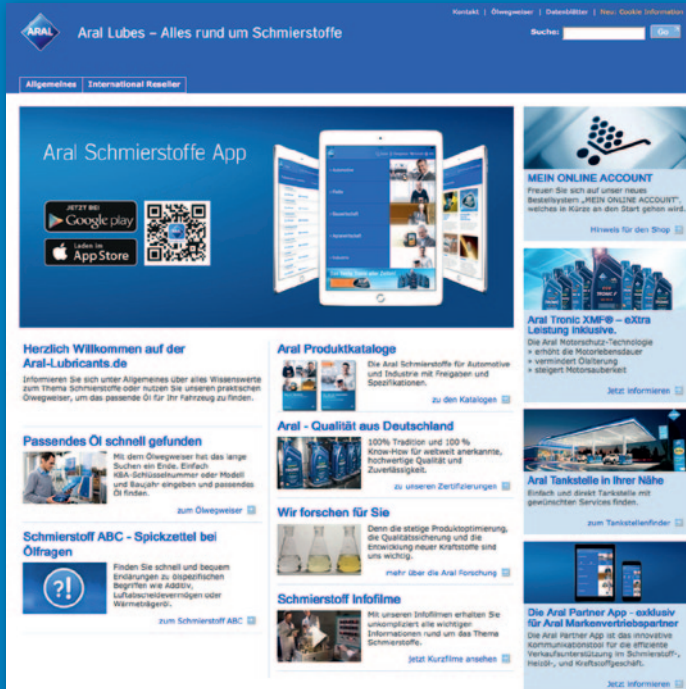 Kontakt | Ölwegweiser | Datenblätter | Neu: Cookie Information
ARAL
Aral Lubes – Alles rund um Schmierstoffe
Suche:
Go
Allgemeines
International Reseller
Aral Schmierstoffe App
JETZT BEI
Google play
Laden im
App Store
Herzlich Willkommen auf der
Aral-Lubricants.de
Informieren Sie sich unter Allgemeines über alles Wissenswerte
zum Thema Schmierstoffe oder nutzen Sie unseren praktischen
Ölwegweiser, um das passende Öl für Ihr Fahrzeug zu finden.
Passendes Öl schnell gefunden
Mit dem Ölwegweiser hat das lange
Suchen ein Ende. Einfach
KBA-Schlüsselnummer oder Modell
und Baujahr eingeben und passendes
Öl finden.
zum Ölwegweiser
Schmierstoff ABC - Spickzettel bei
Ölfragen
?!
Finden Sie schnell und bequem
Erklärungen zu ölspezifischen
Begriffen wie Additiv,
Luftabscheidevermögen oder
Wärmeträgeröl.
zum Schmierstoff ABC
Aral Produktkataloge
Die Aral Schmierstoffe für Automotive
und Industrie mit Freigaben und
Spezifikationen.
zu den Katalogen
Aral - Qualität aus Deutschland
100% Tradition und 100 %
Know-How für weltweit anerkannte,
hochwertige Qualität und
Zuverlässigkeit.
zu unseren Zertifizierungen
Wir forschen für Sie
Denn die stetige Produktoptimierung,
die Qualitätssicherung und die
Entwicklung neuer Kraftstoffe sind
uns wichtig.
mehr über die Aral Forschung
Schmierstoff Infofilme
Mit unseren Infofilmen erhalten Sie
unkompliziert alle wichtigen
Informationen rund um das Thema
Schmierstoffe.
jetzt Kurzfilme ansehen
MEIN ONLINE ACCOUNT
Freuen Sie sich auf unser neues
Bestellsystem „MEIN ONLINE ACCOUNT",
welches in Kürze an den Start gehen wird.
Hinweis für den Shop
Aral Tronic XMF® – eXtra
Leistung inklusive.
Die Aral Motorschutz-Technologie
» erhöht die Motorlebensdauer
» vermindert Ölalterung
» steigert Motorsauberkeit
Jetzt informieren
Aral Tankstelle in Ihrer Nähe
Einfach und direkt Tankstelle mit
gewünschten Services finden.
zum Tankstellenfinder
Die Aral Partner App - exklusiv
für Aral Markenvertriebspartner
Die Aral Partner App ist das innovative
Kommunikationstool für die effiziente
Verkaufsunterstützung im Schmierstoff-,
Heizöl-, und Kraftstoffgeschäft.
Jetzt informieren